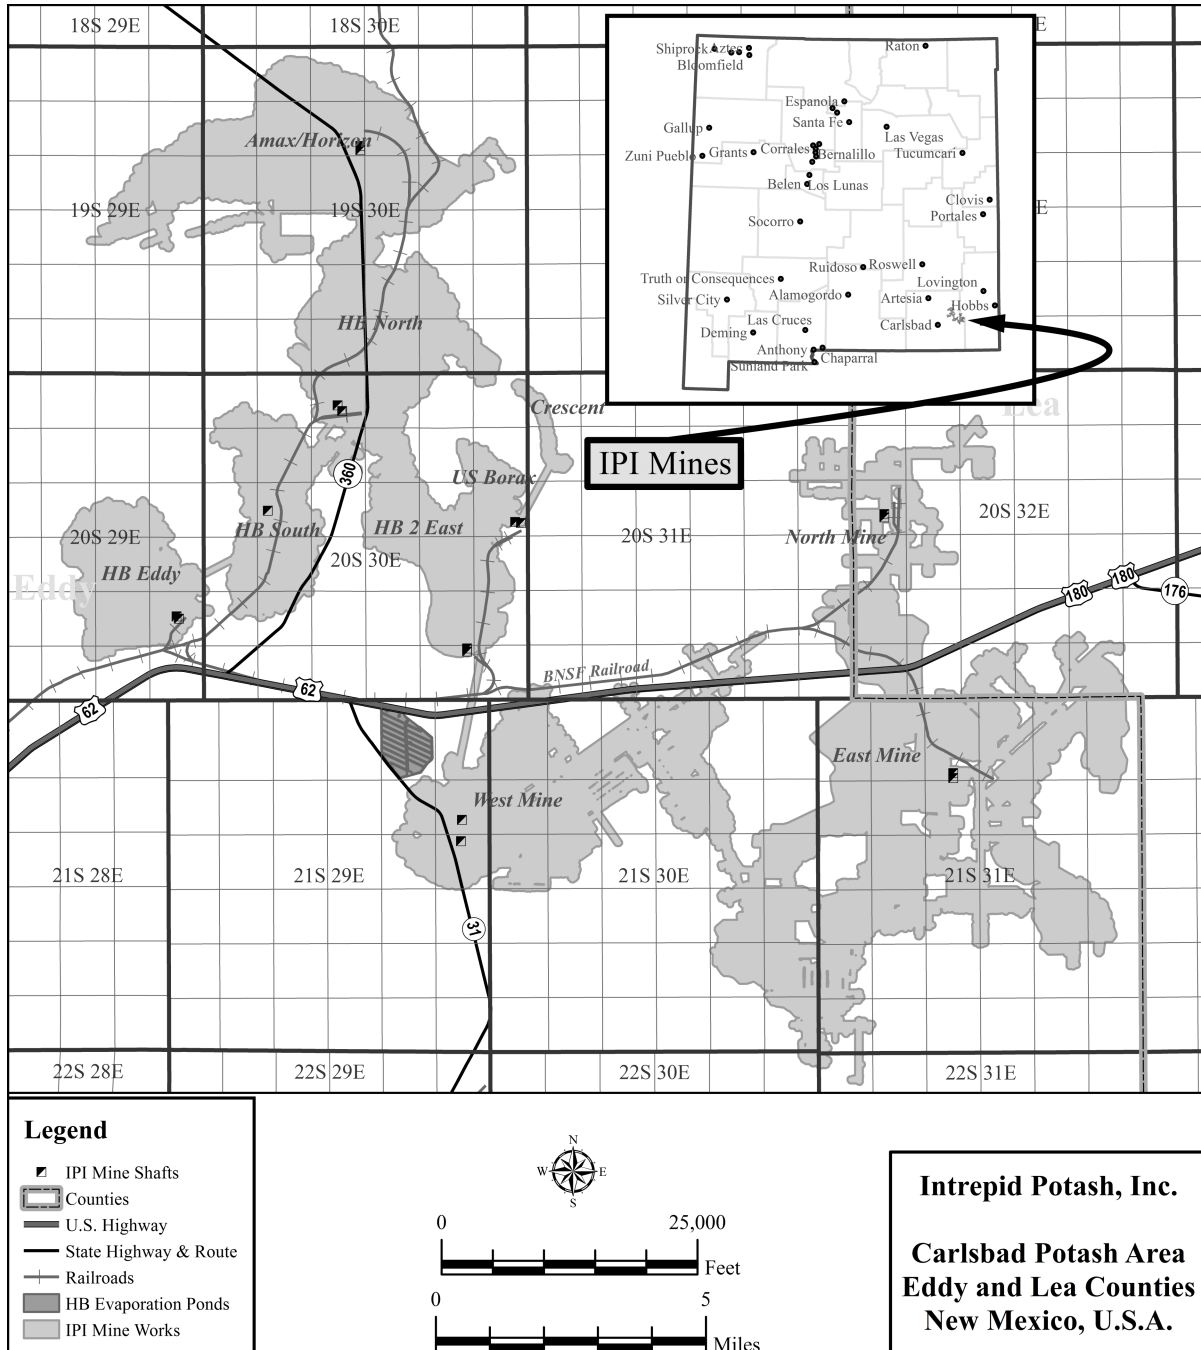 18S 29E
18S 30E
E
Shiprock
Aztec
Bloomfield
Raton
Espanola
Santa Fe
Gallup
Las Vegas
Zuni Pueblo
Grants
Corrales
Bernalillo
Tucumcari
Belen
Los Lunas
Clovis
Portales
Socorro
Ruidoso
Roswell
Truth or Consequences
Lovington
Silver City
Alamogordo
Artesia
Hobbs
Las Cruces
Deming
Carlsbad
Anthony
Chaparral
Sunland Park
Amax/Horizon
19S 29E
19S 30E
E
HB North
Crescent
Lea
IPI Mines
360
US Borax
20S 29E
HB South
HB 2 East
20S 31E
North Mine
20S 32E
HB Eddy
20S 30E
Eddy
180
180
176
BNSF Railroad
62
62
East Mine
West Mine
21S 28E
21S 29E
21S 30E
21S 31E
31
22S 28E
22S 29E
22S 30E
22S 31E
Legend
IPI Mine Shafts
Counties
U.S. Highway
State Highway & Route
Railroads
HB Evaporation Ponds
IPI Mine Works
N
W
E
S
0
25,000
Feet
0
5
Miles
Intrepid Potash, Inc.
Carlsbad Potash Area
Eddy and Lea Counties
New Mexico, U.S.A.